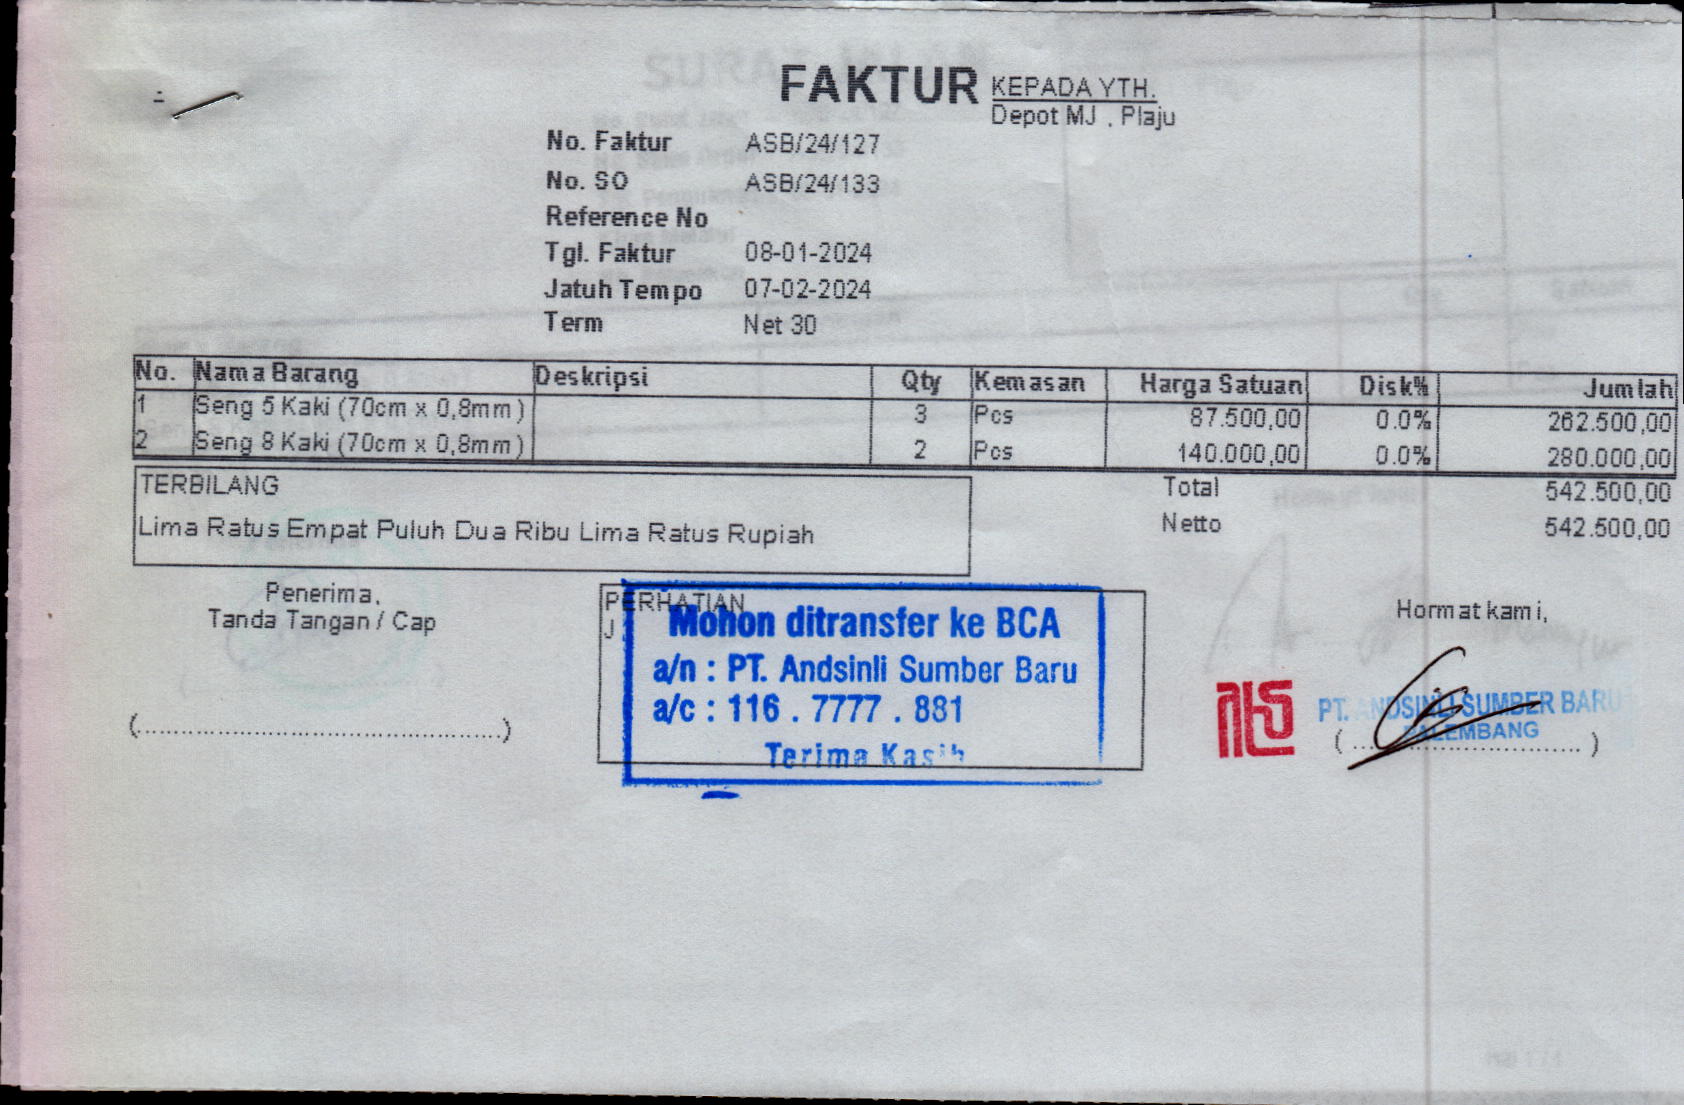 FAKTUR
KEPADA YTH.
Depot MJ . Plaju
No. Faktur ASB/24/127
No. SO ASB/24/133
Reference No
Tgl. Faktur 08-01-2024
Jatuh Tempo 07-02-2024
Term Net 30
No. Nama Barang Deskripsi Qty Kemasan Harga Satuan Disk% Jumlah
1 Seng 5 Kaki (70cm x 0,8mm) 3 Pcs 87.500,00 0.0% 262.500,00
2 Seng 8 Kaki (70cm x 0,8mm) 2 Pcs 140.000,00 0.0% 280.000,00
TERBILANG
Lima Ratus Empat Puluh Dua Ribu Lima Ratus Rupiah
Total 542.500,00
Netto 542.500,00
Penerima,
Tanda Tangan / Cap
(..............................................)
PERHATIAN
J
Mohon ditransfer ke BCA
a/n : PT. Andsinli Sumber Baru
a/c : 116 . 7777 . 881
Terima Kasih
Hormat kami,
PT. ANDSINLI SUMBER BARU
PALEMBANG